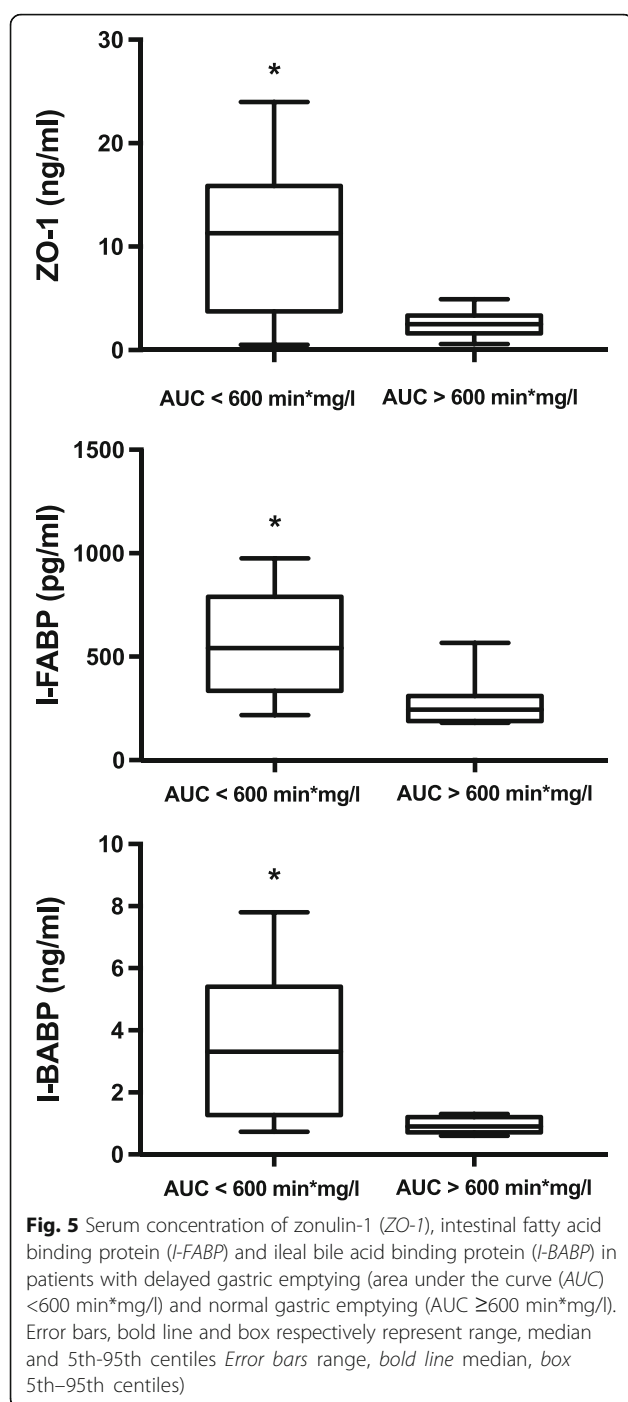 30
*
20
ZO-1 (ng/ml)
10
0
AUC < 600 min*mg/l AUC > 600 min*mg/l
1500
*
1000
I-FABP (pg/ml)
500
0
AUC < 600 min*mg/l AUC > 600 min*mg/l
10
*
8
6
I-BABP (ng/ml)
4
2
0
AUC < 600 min*mg/l AUC > 600 min*mg/l
Fig. 5 Serum concentration of zonulin-1 (ZO-1), intestinal fatty acid
binding protein (I-FABP) and ileal bile acid binding protein (I-BABP) in
patients with delayed gastric emptying (area under the curve (AUC)
<600 min*mg/l) and normal gastric emptying (AUC ≥600 min*mg/l).
Error bars, bold line and box respectively represent range, median
and 5th-95th centiles Error bars range, bold line median, box
5th–95th centiles)